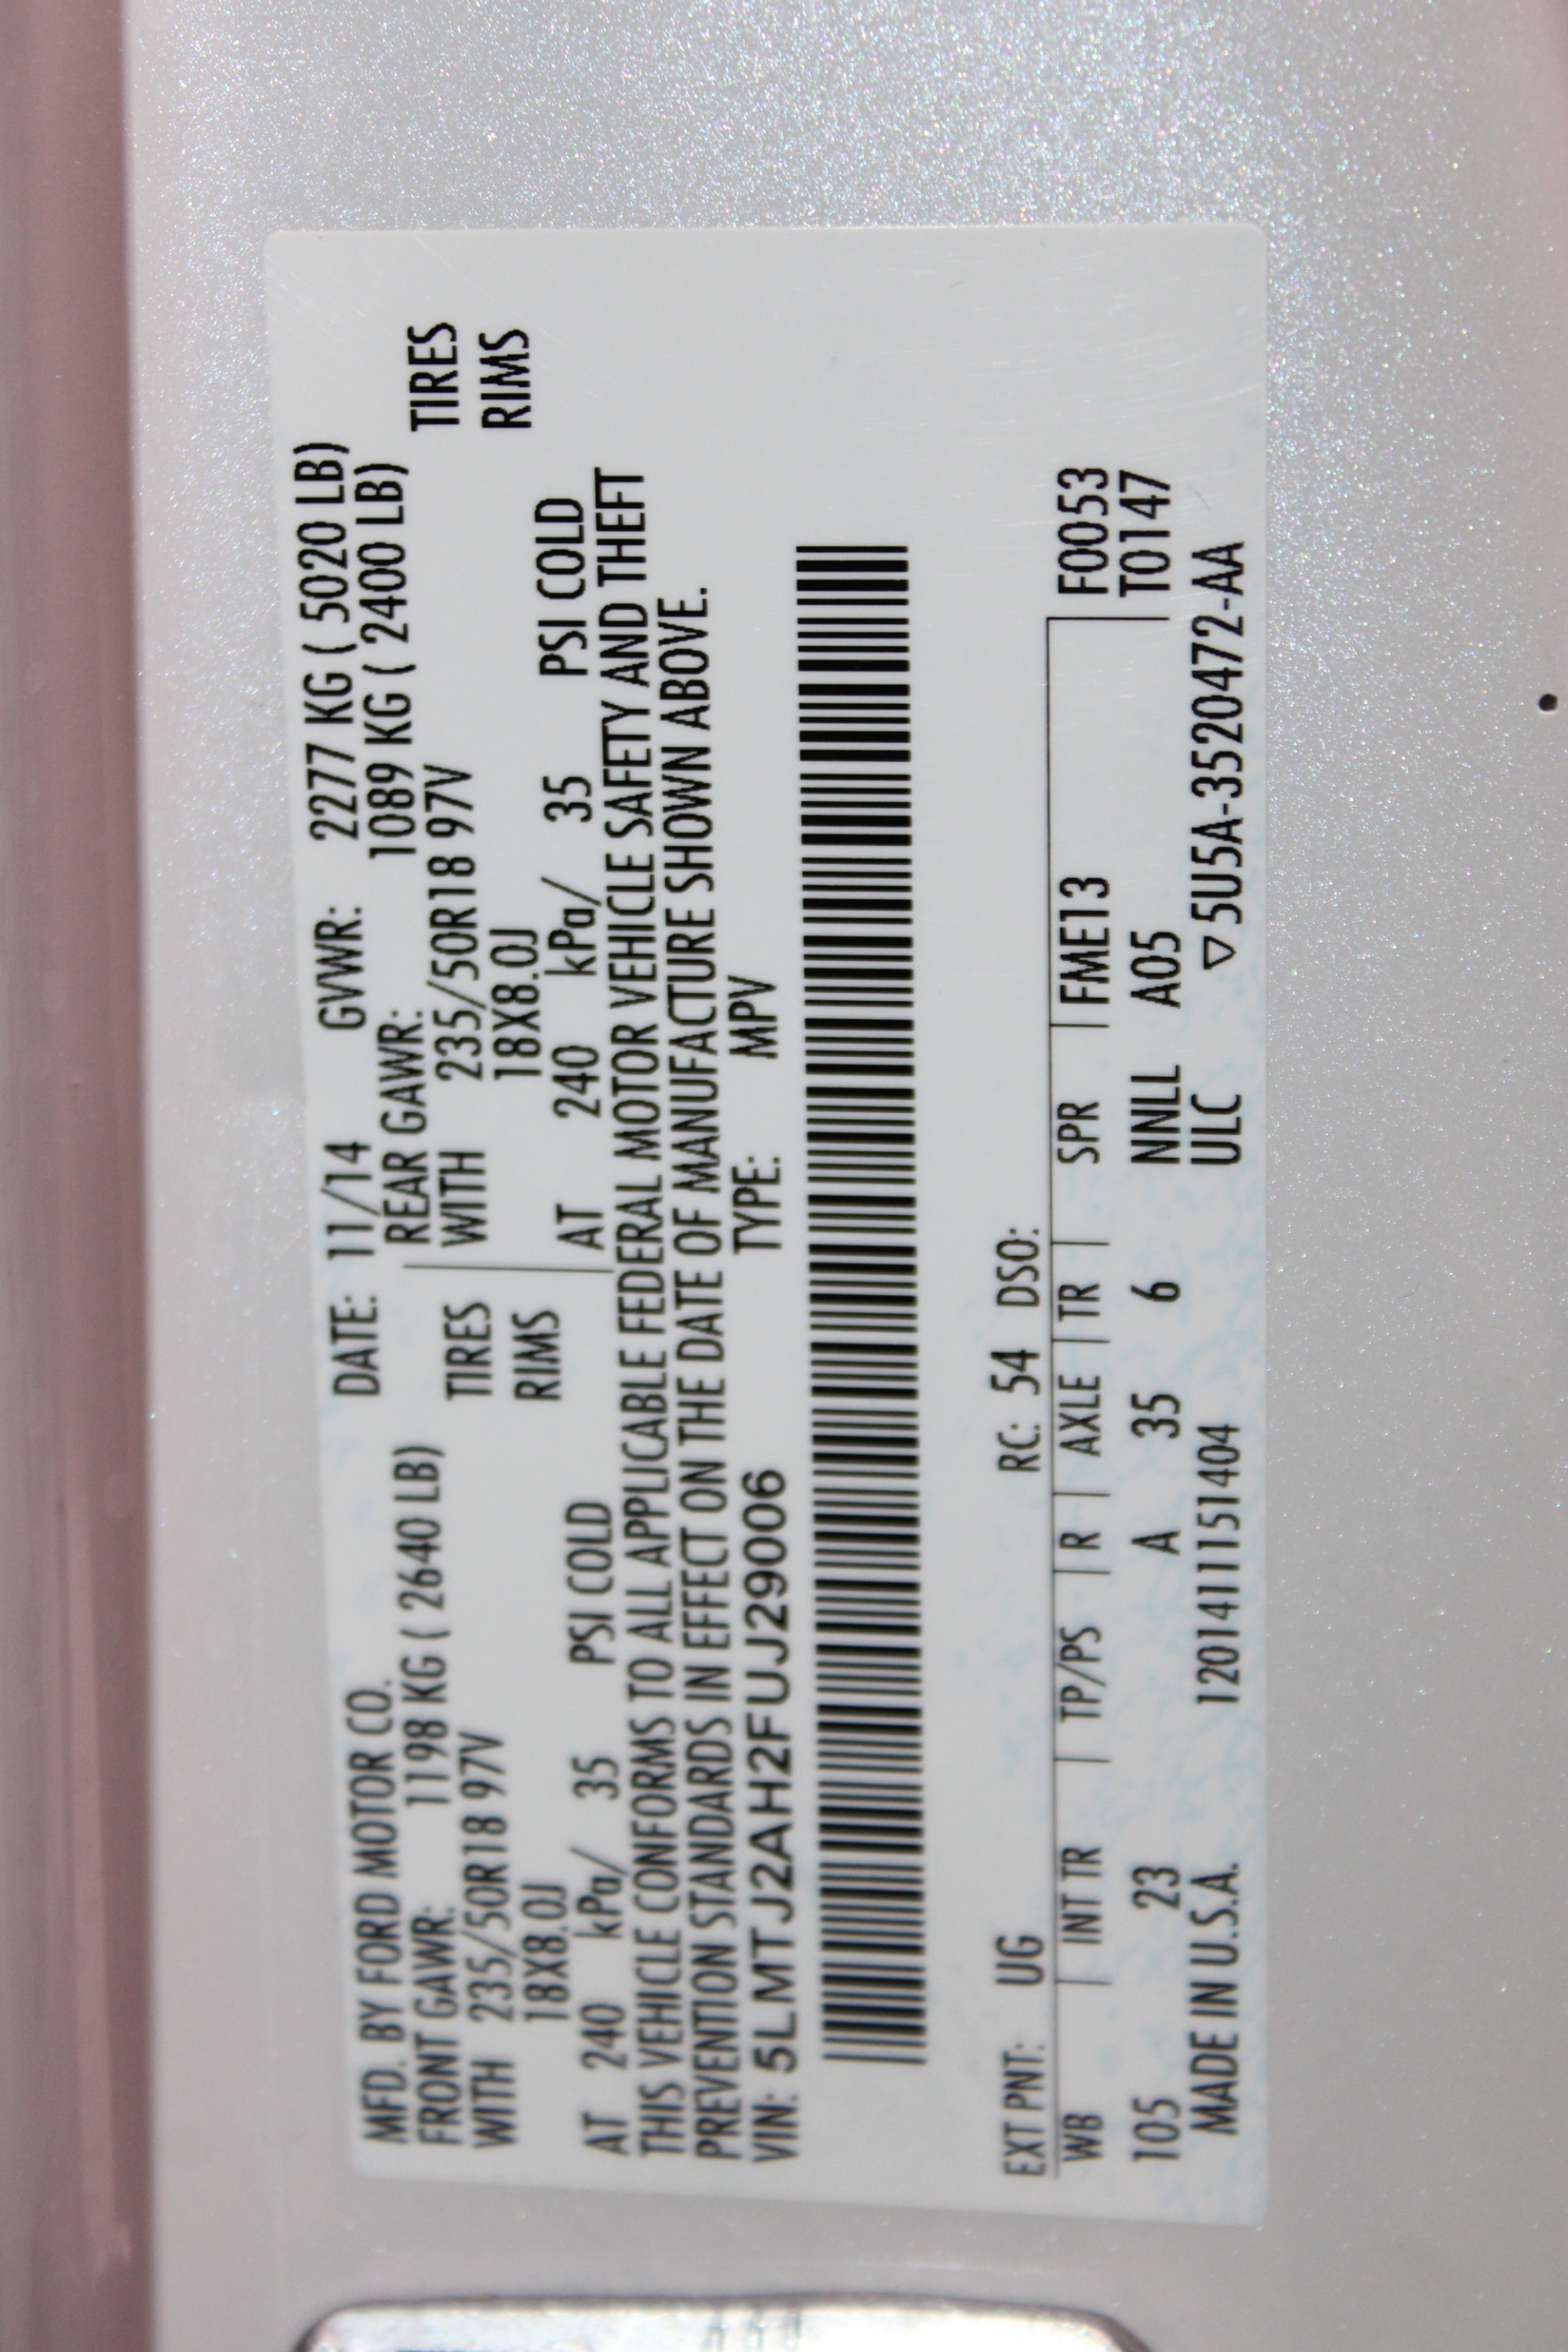 MFD. BY FORD MOTOR CO. DATE: 11/14 GVWR: 2277 KG ( 5020 LB)
FRONT GAWR: 1198 KG ( 2640 LB) REAR GAWR: 1089 KG ( 2400 LB)
WITH 235/50R18 97V TIRES WITH 235/50R18 97V TIRES
18X8.0J RIMS 18X8.0J RIMS
AT 240 kPa/ 35 PSI COLD AT 240 kPa/ 35 PSI COLD
THIS VEHICLE CONFORMS TO ALL APPLICABLE FEDERAL MOTOR VEHICLE SAFETY AND THEFT
PREVENTION STANDARDS IN EFFECT ON THE DATE OF MANUFACTURE SHOWN ABOVE.
VIN: 5LMTJ2AH2FUJ29006 TYPE: MPV
EXT PNT: UG RC: 54 DSO:
WB INT TR TP/PS R AXLE TR SPR FME13 F0053
105 23 A 35 6 NNLL A05 T0147
MADE IN U.S.A. 1201411151404 ULC ▽5U5A-3520472-AA